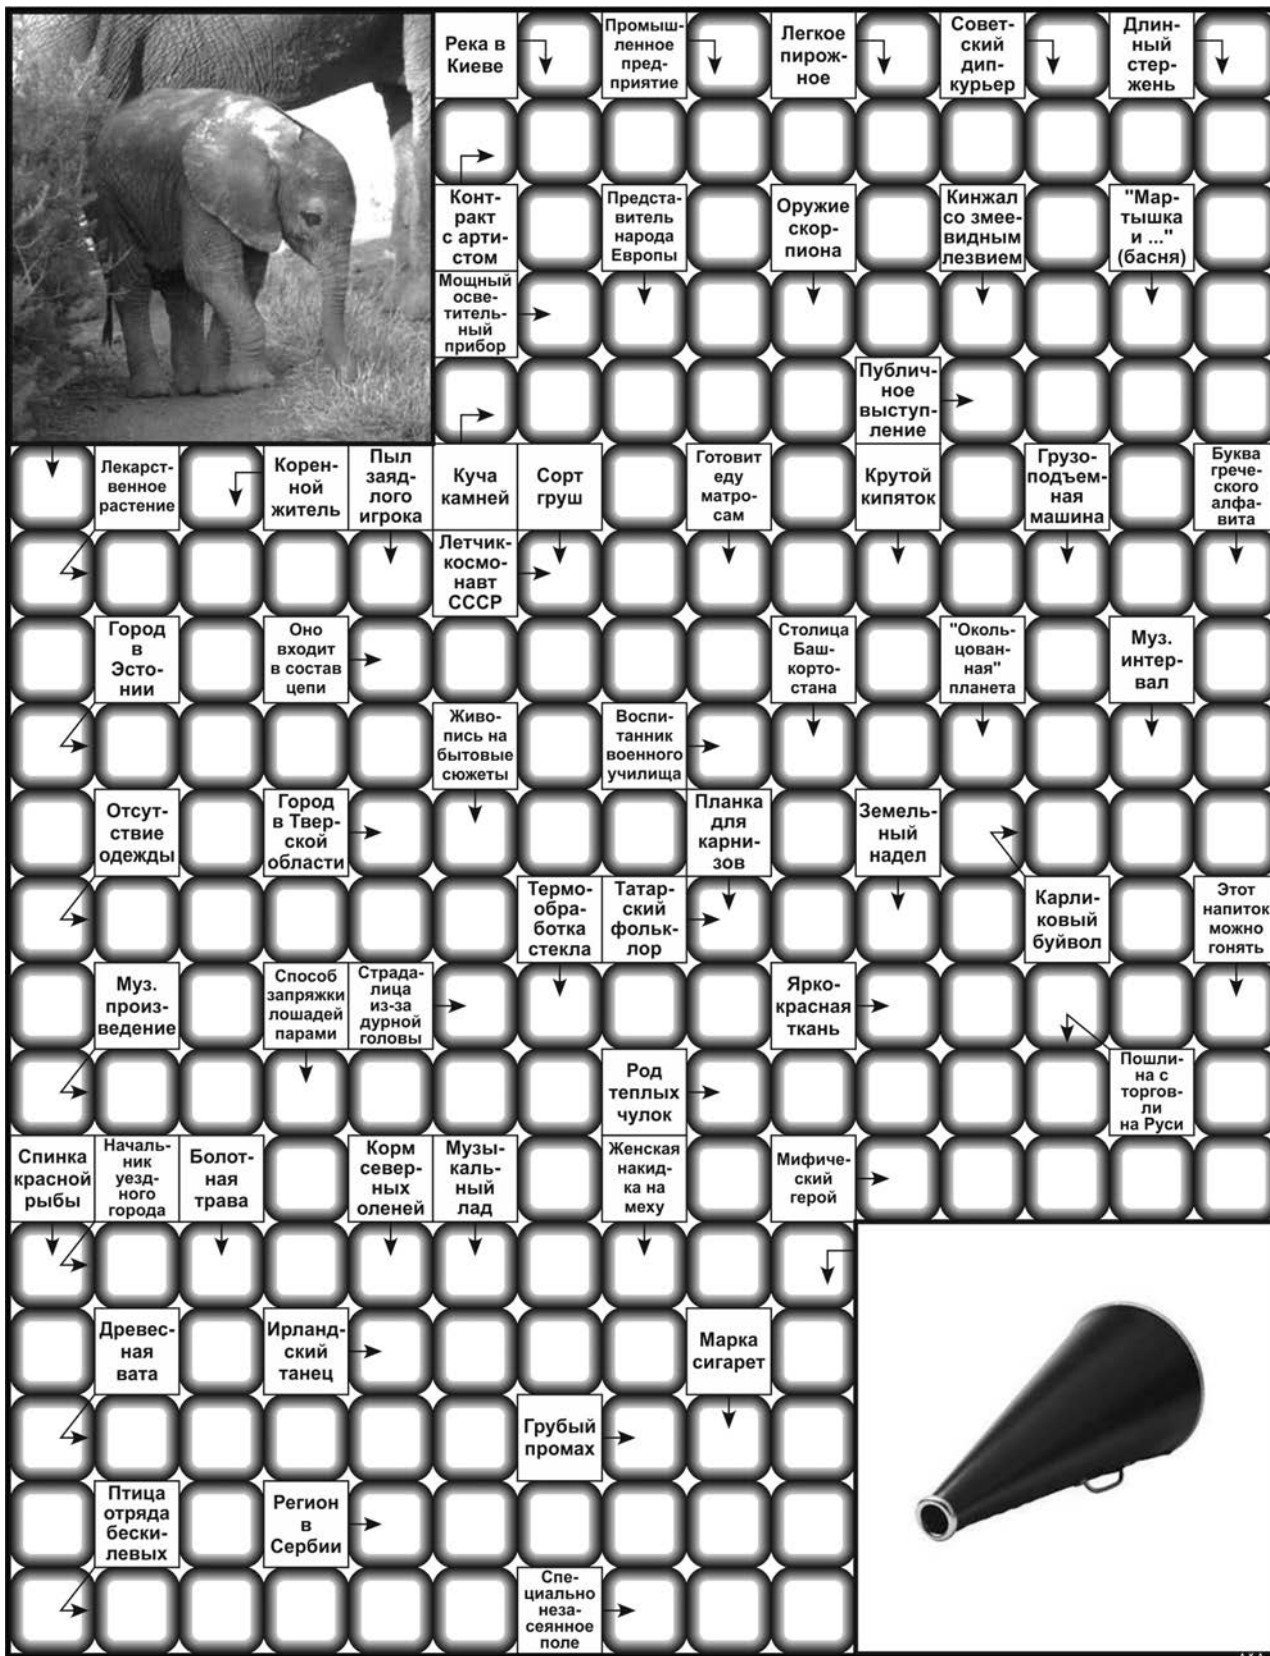 Река в
Киеве
Промыш-
ленное
пред-
приятие
Легкое
пирож-
ное
Совет-
ский
дип-
курьер
Длин-
ный
стер-
жень
Конт-
ракт
с арти-
стом
Предста-
витель
народа
Европы
Оружие
скор-
пиона
Кинжал
со змее-
видным
лезвием
"Мар-
тышка
и ..."
(басня)
Мощный
осве-
титель-
ный
прибор
Публич-
ное
выступ-
ление
Лекарст-
венное
растение
Корен-
ной
житель
Пыл
заяд-
лого
игрока
Куча
камней
Сорт
груш
Готовит
еду
матро-
сам
Крутой
кипяток
Грузо-
подъем-
ная
машина
Буква
грече-
ского
алфа-
вита
Летчик-
космо-
навт
СССР
Город
в
Эсто-
нии
Оно
входит
в состав
цепи
Столица
Баш-
корто-
стана
"Околь-
цован-
ная"
планета
Муз.
интер-
вал
Живо-
пись на
бытовые
сюжеты
Воспи-
танник
военного
училища
Отсут-
ствие
одежды
Город
в Твер-
ской
области
Планка
для
карни-
зов
Земель-
ный
надел
Термо-
обра-
ботка
стекла
Татар-
ский
фольк-
лор
Карли-
ковый
буйвол
Этот
напиток
можно
гонять
Муз.
произ-
ведение
Способ
запряжки
лошадей
парами
Страда-
лица
из-за
дурной
головы
Ярко-
красная
ткань
Род
теплых
чулок
Пошли-
на с
торгов-
ли
на Руси
Спинка
красной
рыбы
Началь-
ник
уезд-
ного
города
Болот-
ная
трава
Корм
север-
ных
оленей
Музы-
каль-
ный
лад
Женская
накид-
ка на
меху
Мифиче-
ский
герой
Древес-
ная
вата
Ирланд-
ский
танец
Марка
сигарет
Грубый
промах
Птица
отряда
бески-
левых
Регион
в
Сербии
Спе-
циально
неза-
сеянное
поле